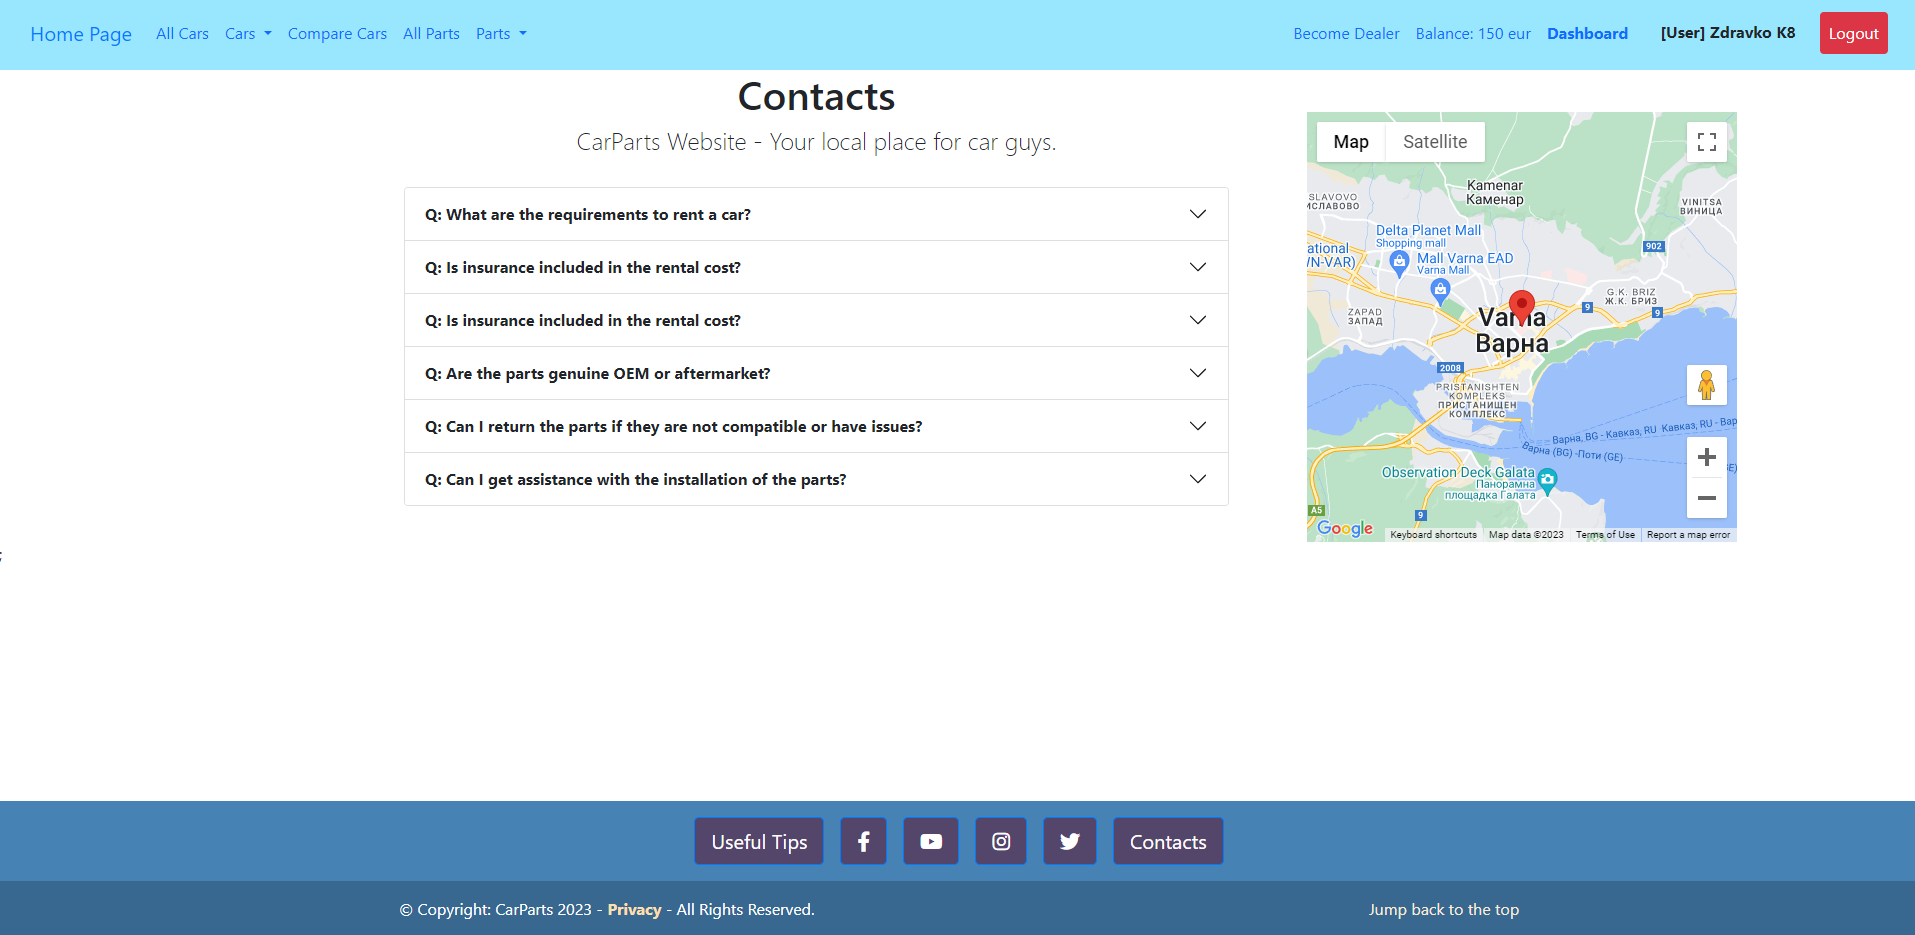 Home Page All Cars Cars Compare Cars All Parts Parts Become Dealer Balance: 150 eur Dashboard [User] Zdravko K8 Logout
Contacts
CarParts Website - Your local place for car guys.
Q: What are the requirements to rent a car?
Q: Is insurance included in the rental cost?
Q: Is insurance included in the rental cost?
Q: Are the parts genuine OEM or aftermarket?
Q: Can I return the parts if they are not compatible or have issues?
Q: Can I get assistance with the installation of the parts?
Map Satellite
Kamenar
Каменар
SLAVOVO
ИСЛАВОВО
VINITSA
ВИНИЦА
Delta Planet Mall
Shopping mall
902
ational
/N-VAR)
Mall Varna EAD
Varna Mall
G.K. BRIZ
Ж.К. БРИЗ
9
9
ZAPAD
ЗАПАД
Varna
Варна
2008
PRISTANISHTEN
KOMPLEKS
ПРИСТАНИЩЕН
КОМПЛЕКС
Варна, BG - Кавказ, RU
Кавказ, RU - Вар
Варна (BG) -Поти (GE)
GE)
Observation Deck Galata
Панорамна
площадка Галата
A5
9
Google
Keyboard shortcuts Map data ©2023 Terms of Use Report a map error
;
Useful Tips Contacts
© Copyright: CarParts 2023 - Privacy - All Rights Reserved. Jump back to the top